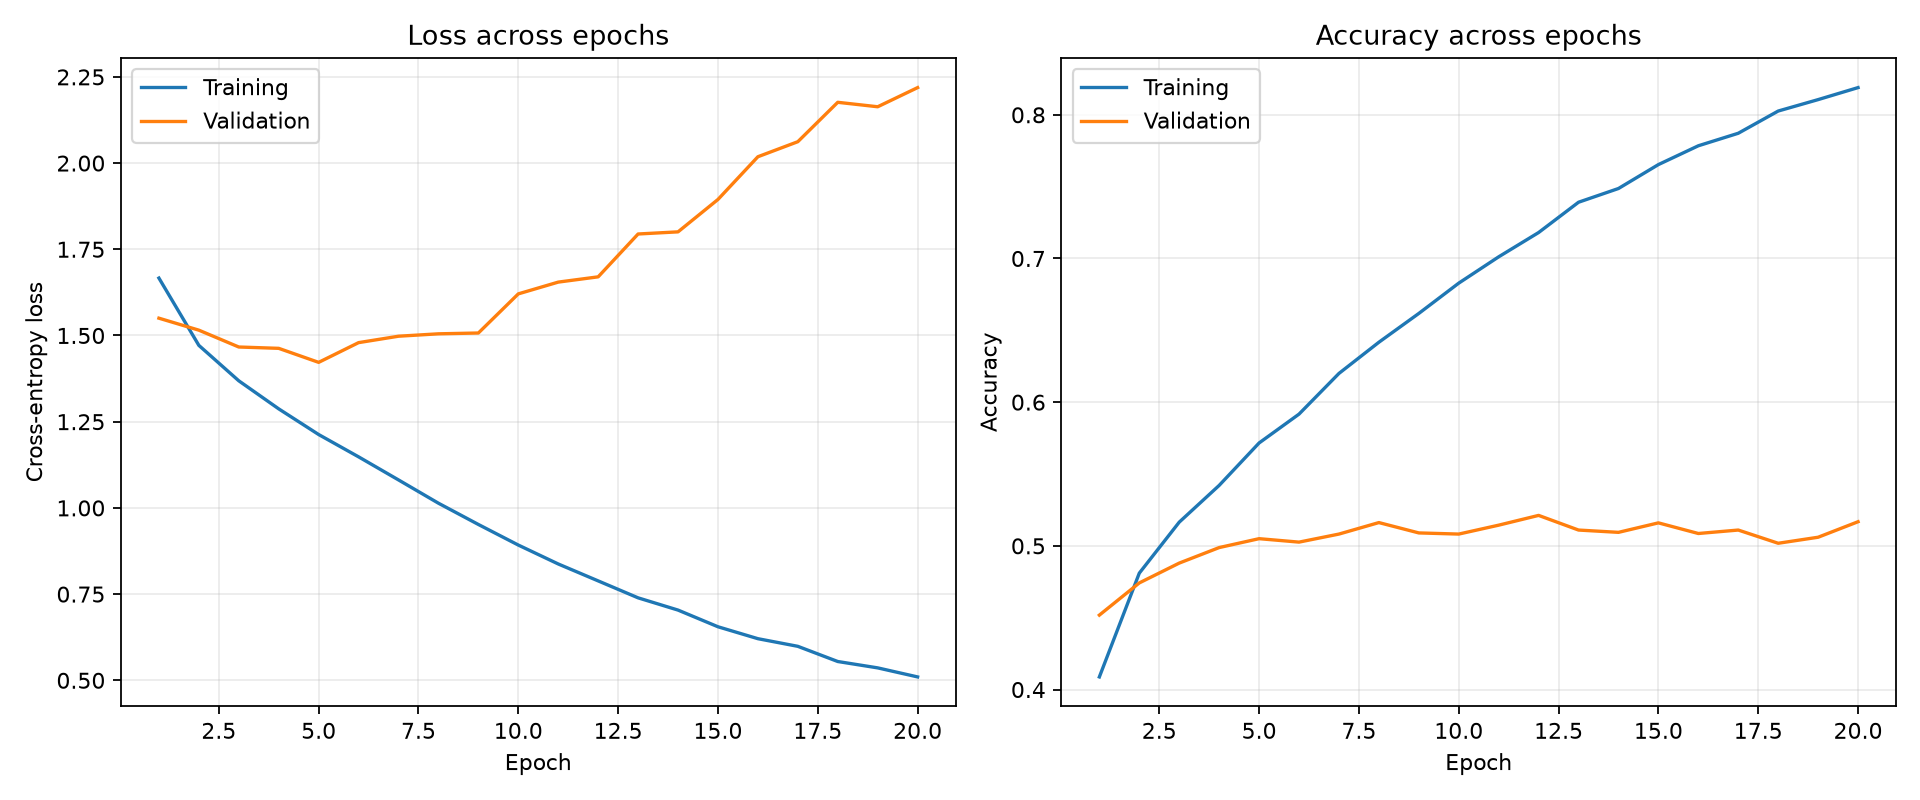 Loss across epochs
Training
Validation
2.25
2.00
1.75
1.50
1.25
1.00
0.75
0.50
Cross-entropy loss
2.5 5.0 7.5 10.0 12.5 15.0 17.5 20.0
Epoch
Accuracy across epochs
Training
Validation
0.8
0.7
0.6
0.5
0.4
Accuracy
2.5 5.0 7.5 10.0 12.5 15.0 17.5 20.0
Epoch